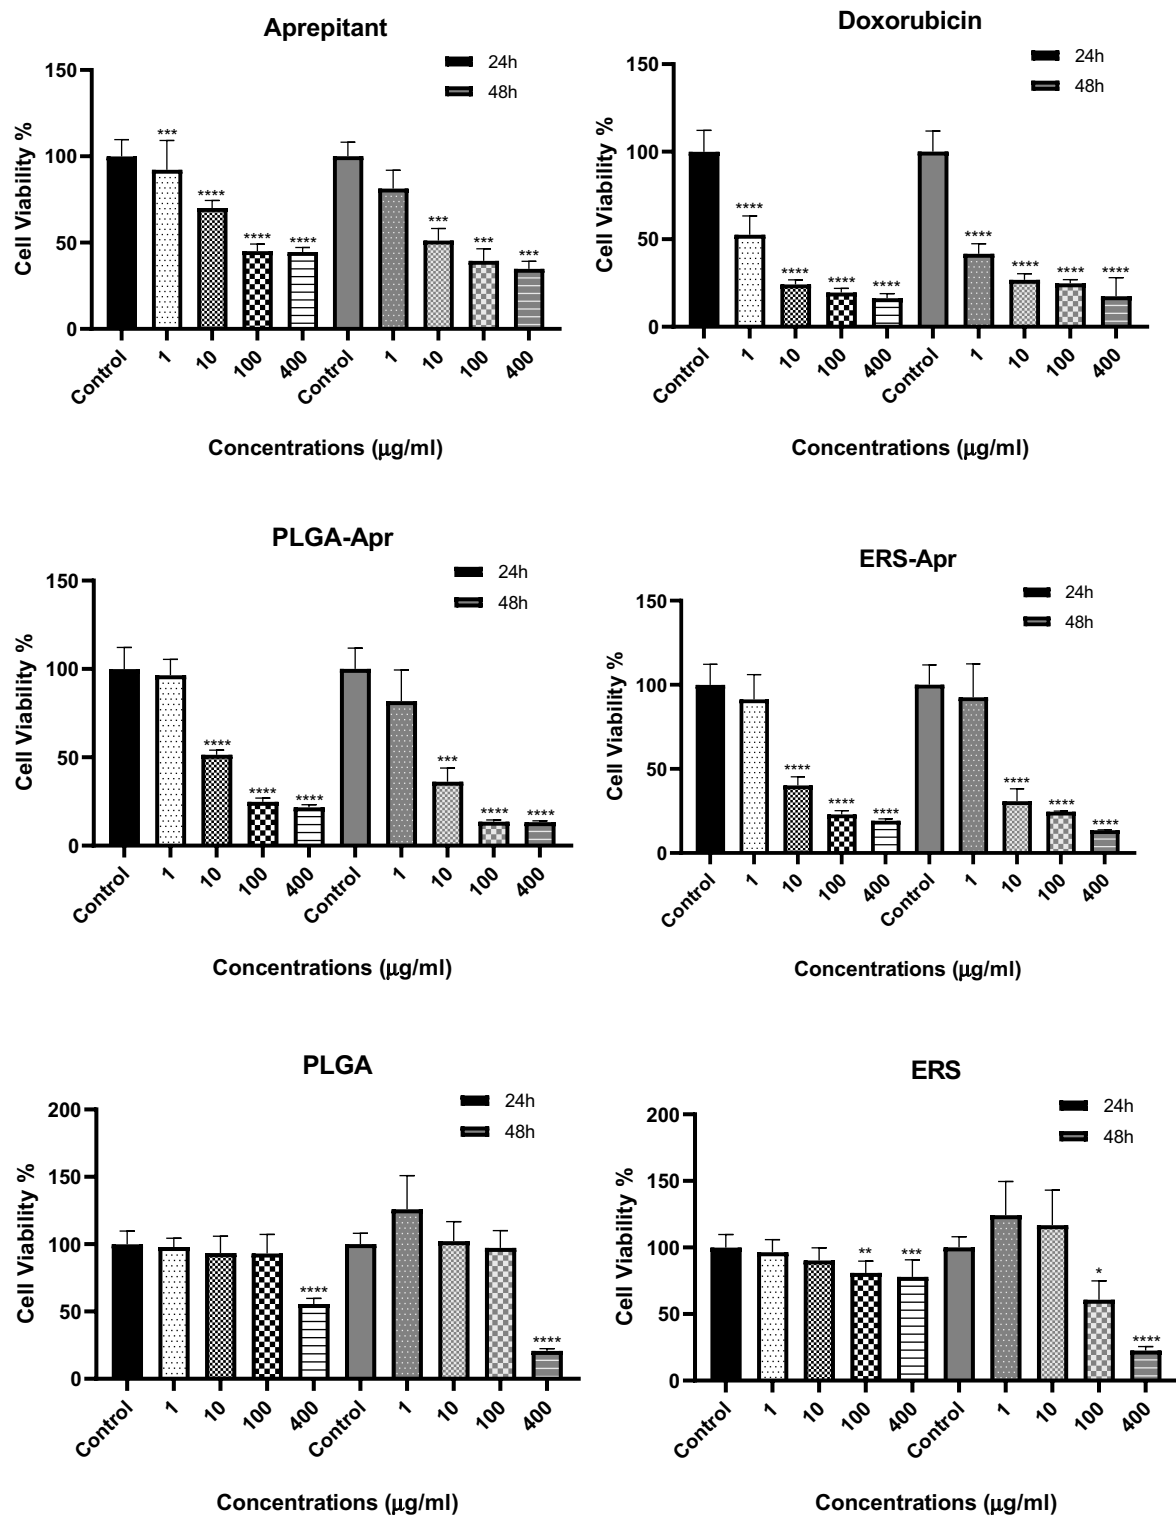 Aprepitant
24h
48h
Cell Viability %
150
100
50
0
***
****
****
****
***
***
***
Control
1
10
100
400
Control
1
10
100
400
Concentrations (μg/ml)
Doxorubicin
24h
48h
Cell Viability %
150
100
50
0
****
****
****
****
****
****
****
****
Control
1
10
100
400
Control
1
10
100
400
Concentrations (μg/ml)
PLGA-Apr
24h
48h
Cell Viability %
150
100
50
0
****
****
****
***
****
****
Control
1
10
100
400
Control
1
10
100
400
Concentrations (μg/ml)
ERS-Apr
24h
48h
Cell Viability %
150
100
50
0
****
****
****
****
****
****
Control
1
10
100
400
Control
1
10
100
400
Concentrations (μg/ml)
PLGA
24h
48h
Cell Viability %
200
150
100
50
0
****
****
Control
1
10
100
400
Control
1
10
100
400
Concentrations (μg/ml)
ERS
24h
48h
Cell Viability %
200
150
100
50
0
**
***
*
****
Control
1
10
100
400
Control
1
10
100
400
Concentrations (μg/ml)